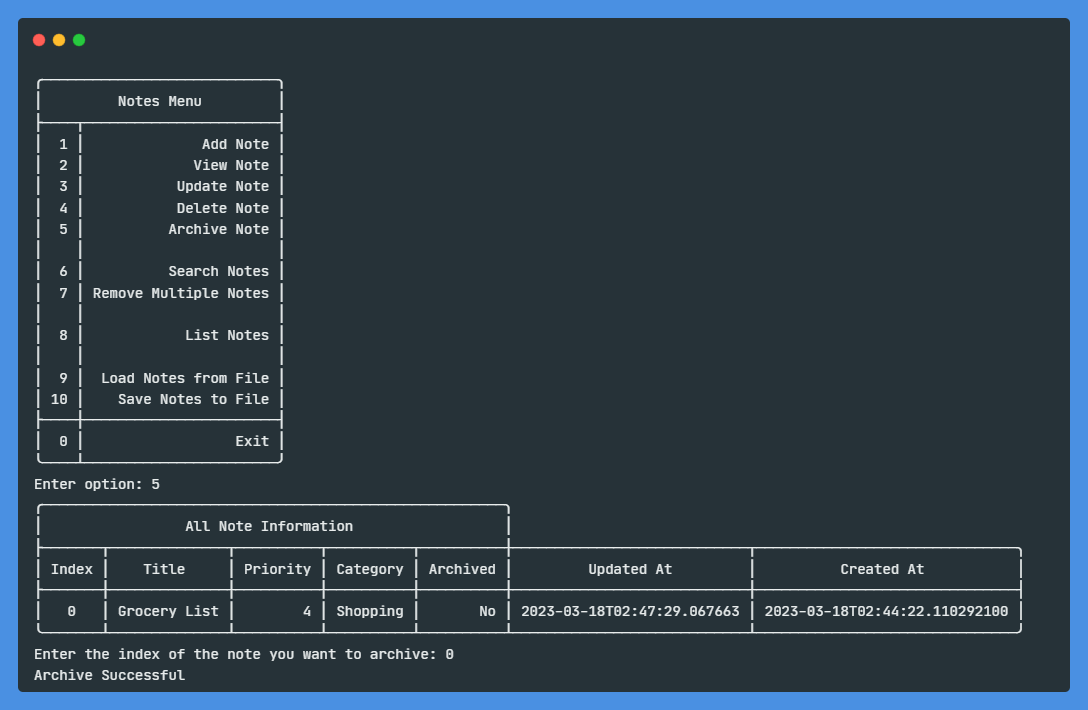 Notes Menu
1 Add Note
2 View Note
3 Update Note
4 Delete Note
5 Archive Note
6 Search Notes
7 Remove Multiple Notes
8 List Notes
9 Load Notes from File
10 Save Notes to File
0 Exit
Enter option: 5
All Note Information
Index Title Priority Category Archived Updated At Created At
0 Grocery List 4 Shopping No 2023-03-18T02:47:29.067663 2023-03-18T02:44:22.110292100
Enter the index of the note you want to archive: 0
Archive Successful